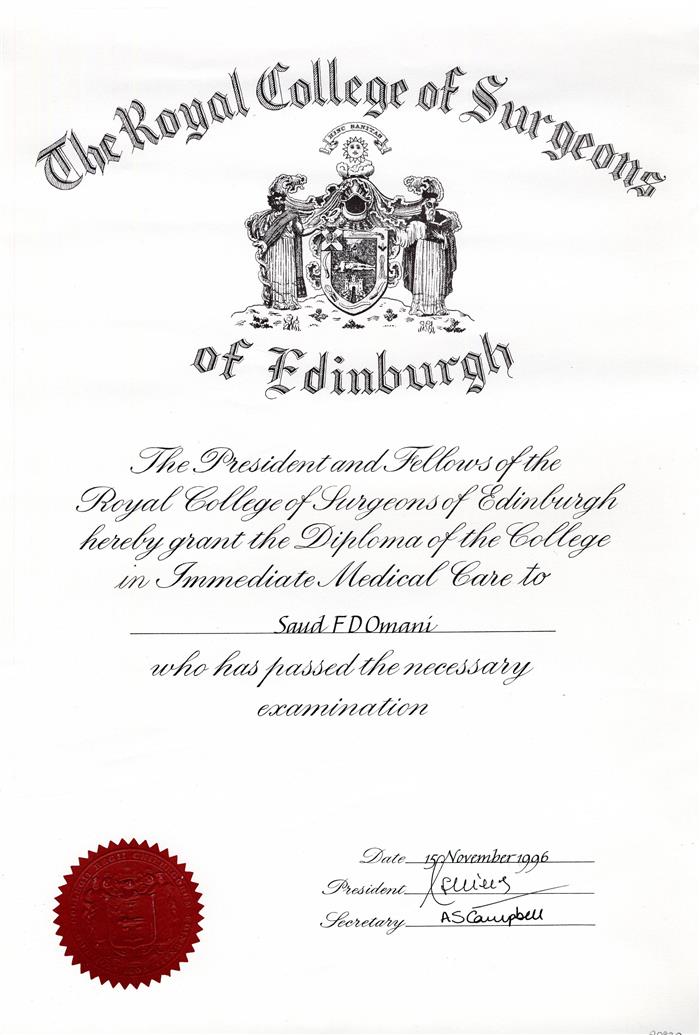 The Royal College of Surgeons
HINC SANITAS
of Edinburgh
The President and Fellows of the
Royal College of Surgeons of Edinburgh
hereby grant the Diploma of the College
in Immediate Medical Care to
Saud F D Omani
who has passed the necessary
examination
Date 15 November 1996
President
Secretary A S Campbell